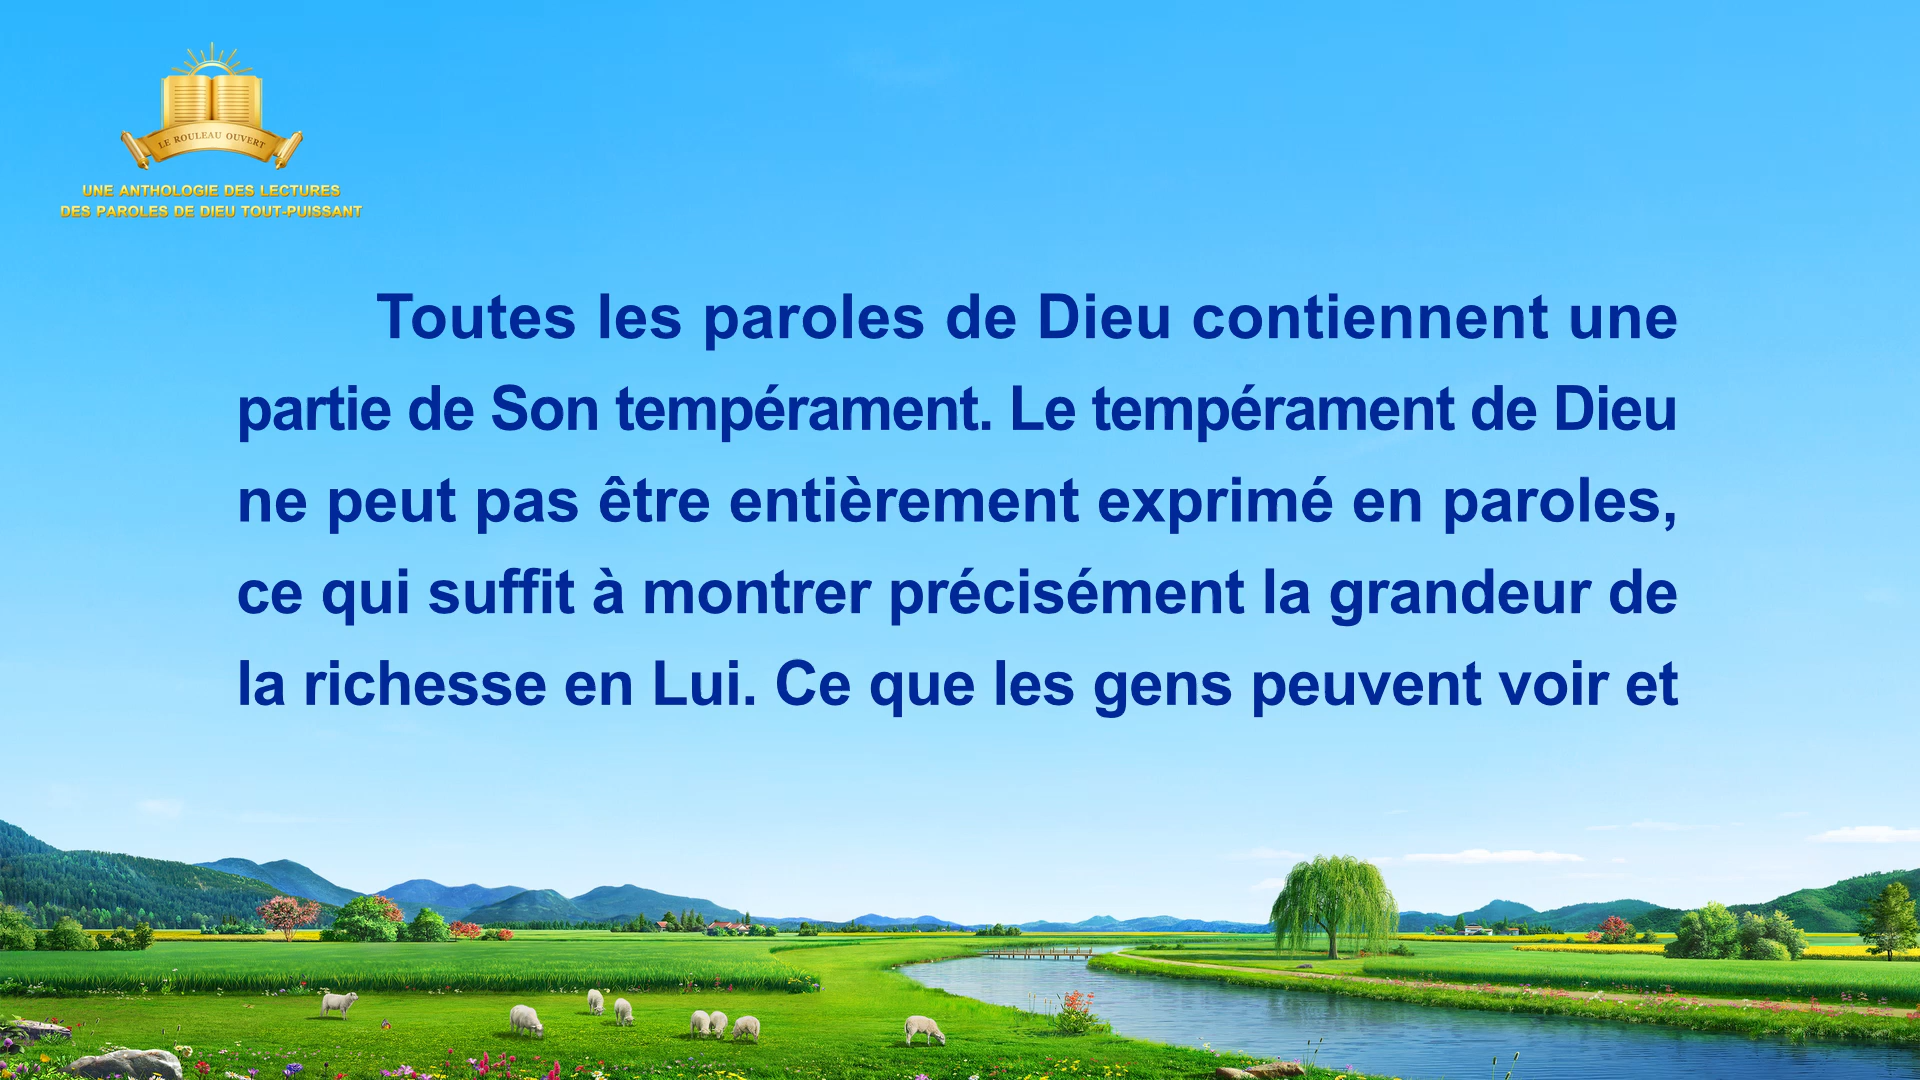 LE ROULEAU OUVERT
UNE ANTHOLOGIE DES LECTURES
DES PAROLES DE DIEU TOUT-PUISSANT
Toutes les paroles de Dieu contiennent une
partie de Son tempérament. Le tempérament de Dieu
ne peut pas être entièrement exprimé en paroles,
ce qui suffit à montrer précisément la grandeur de
la richesse en Lui. Ce que les gens peuvent voir et